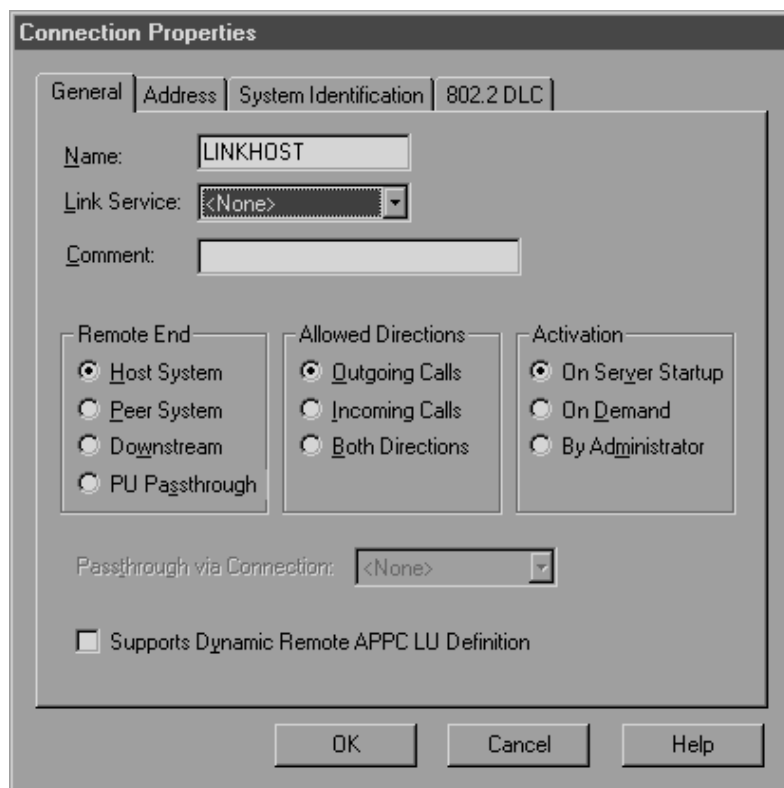 Connection Properties
General Address System Identification 802.2 DLC
Name: LINKHOST
Link Service: <None>
Comment:
Remote End Allowed Directions Activation
Host System Outgoing Calls On Server Startup
Peer System Incoming Calls On Demand
Downstream Both Directions By Administrator
PU Passthrough
Passthrough via Connection: <None>
Supports Dynamic Remote APPC LU Definition
OK Cancel Help